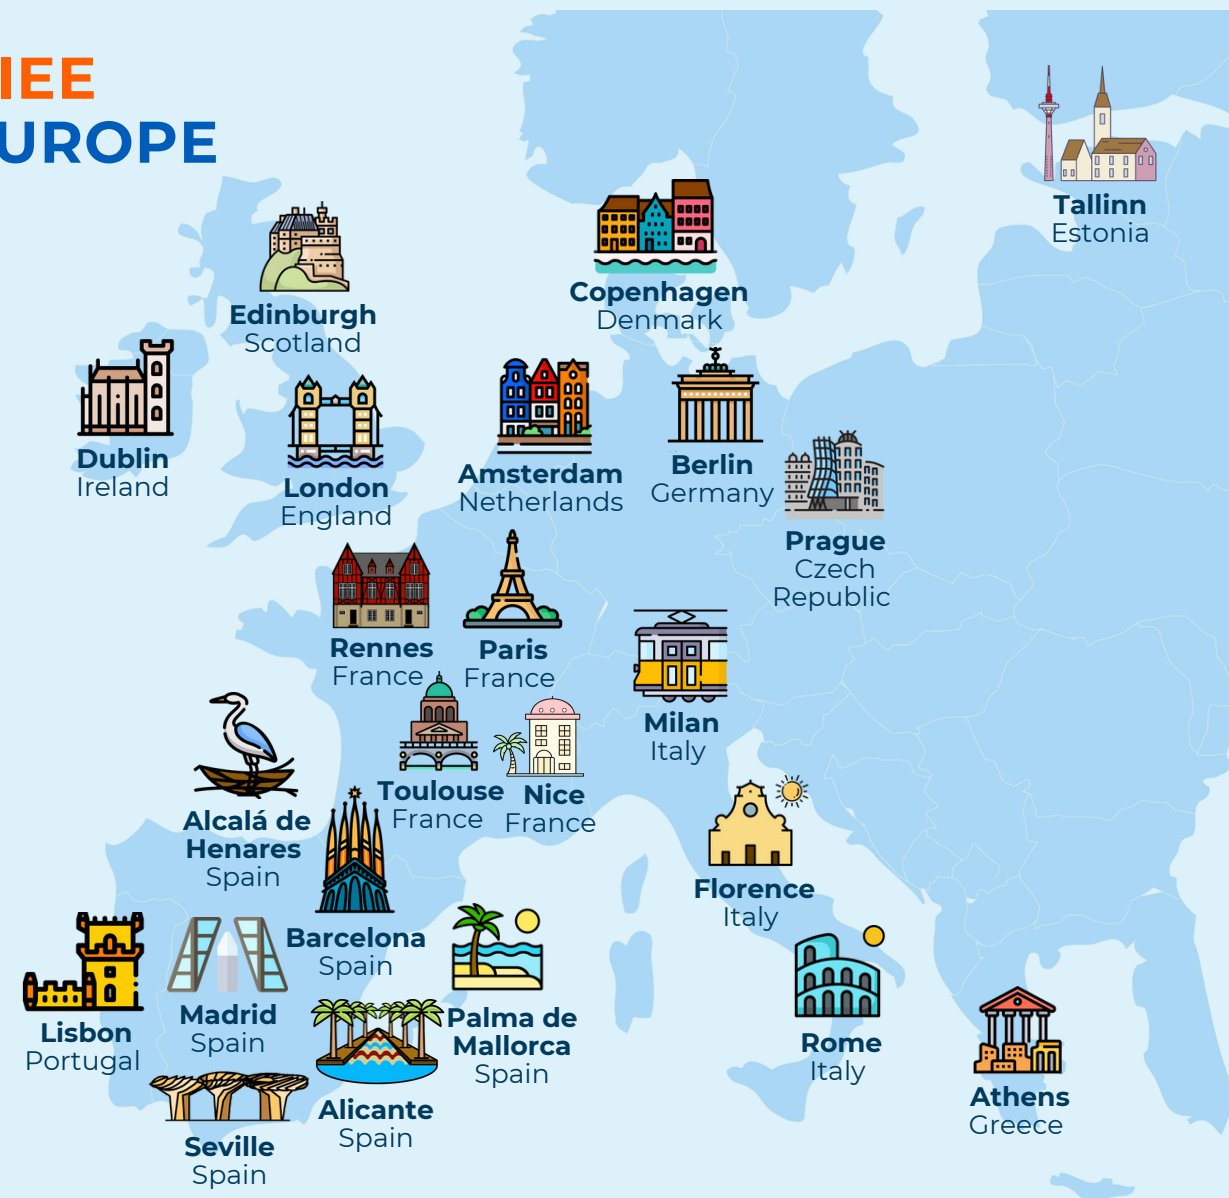 IEE
UROPE
Tallinn
Estonia
Edinburgh
Scotland
Copenhagen
Denmark
Dublin
Ireland
London
England
Amsterdam
Netherlands
Berlin
Germany
Prague
Czech
Republic
Rennes
France
Paris
France
Milan
Italy
Toulouse
France
Nice
France
Alcalá de
Henares
Spain
Florence
Italy
Barcelona
Spain
Madrid
Spain
Lisbon
Portugal
Palma de
Mallorca
Spain
Rome
Italy
Athens
Greece
Alicante
Spain
Seville
Spain